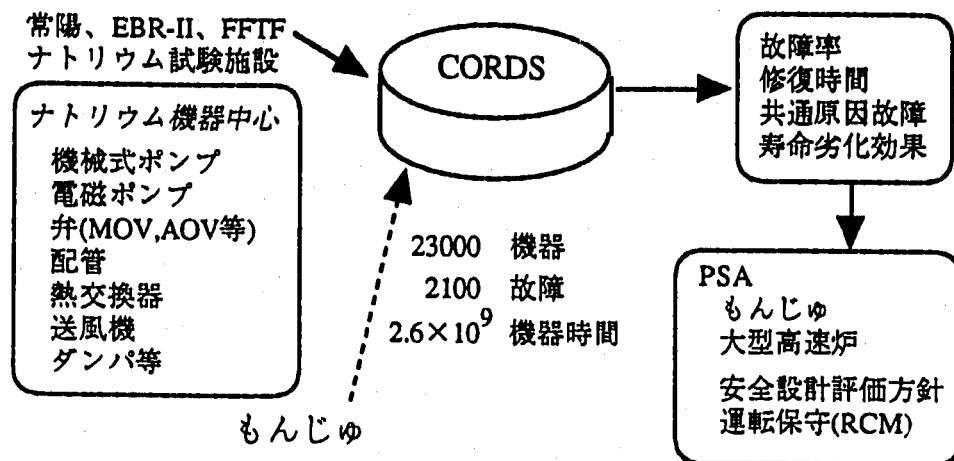 常陽、EBR-II、FFTF
ナトリウム試験施設
ナトリウム機器中心
機械式ポンプ
電磁ポンプ
弁(MOV,AOV等)
配管
熱交換器
送風機
ダンパ等
もんじゅ
CORDS
23000 機器
2100 故障
2.6×10⁹ 機器時間
故障率
修復時間
共通原因故障
寿命劣化効果
PSA
もんじゅ
大型高速炉
安全設計評価方針
運転保守(RCM)